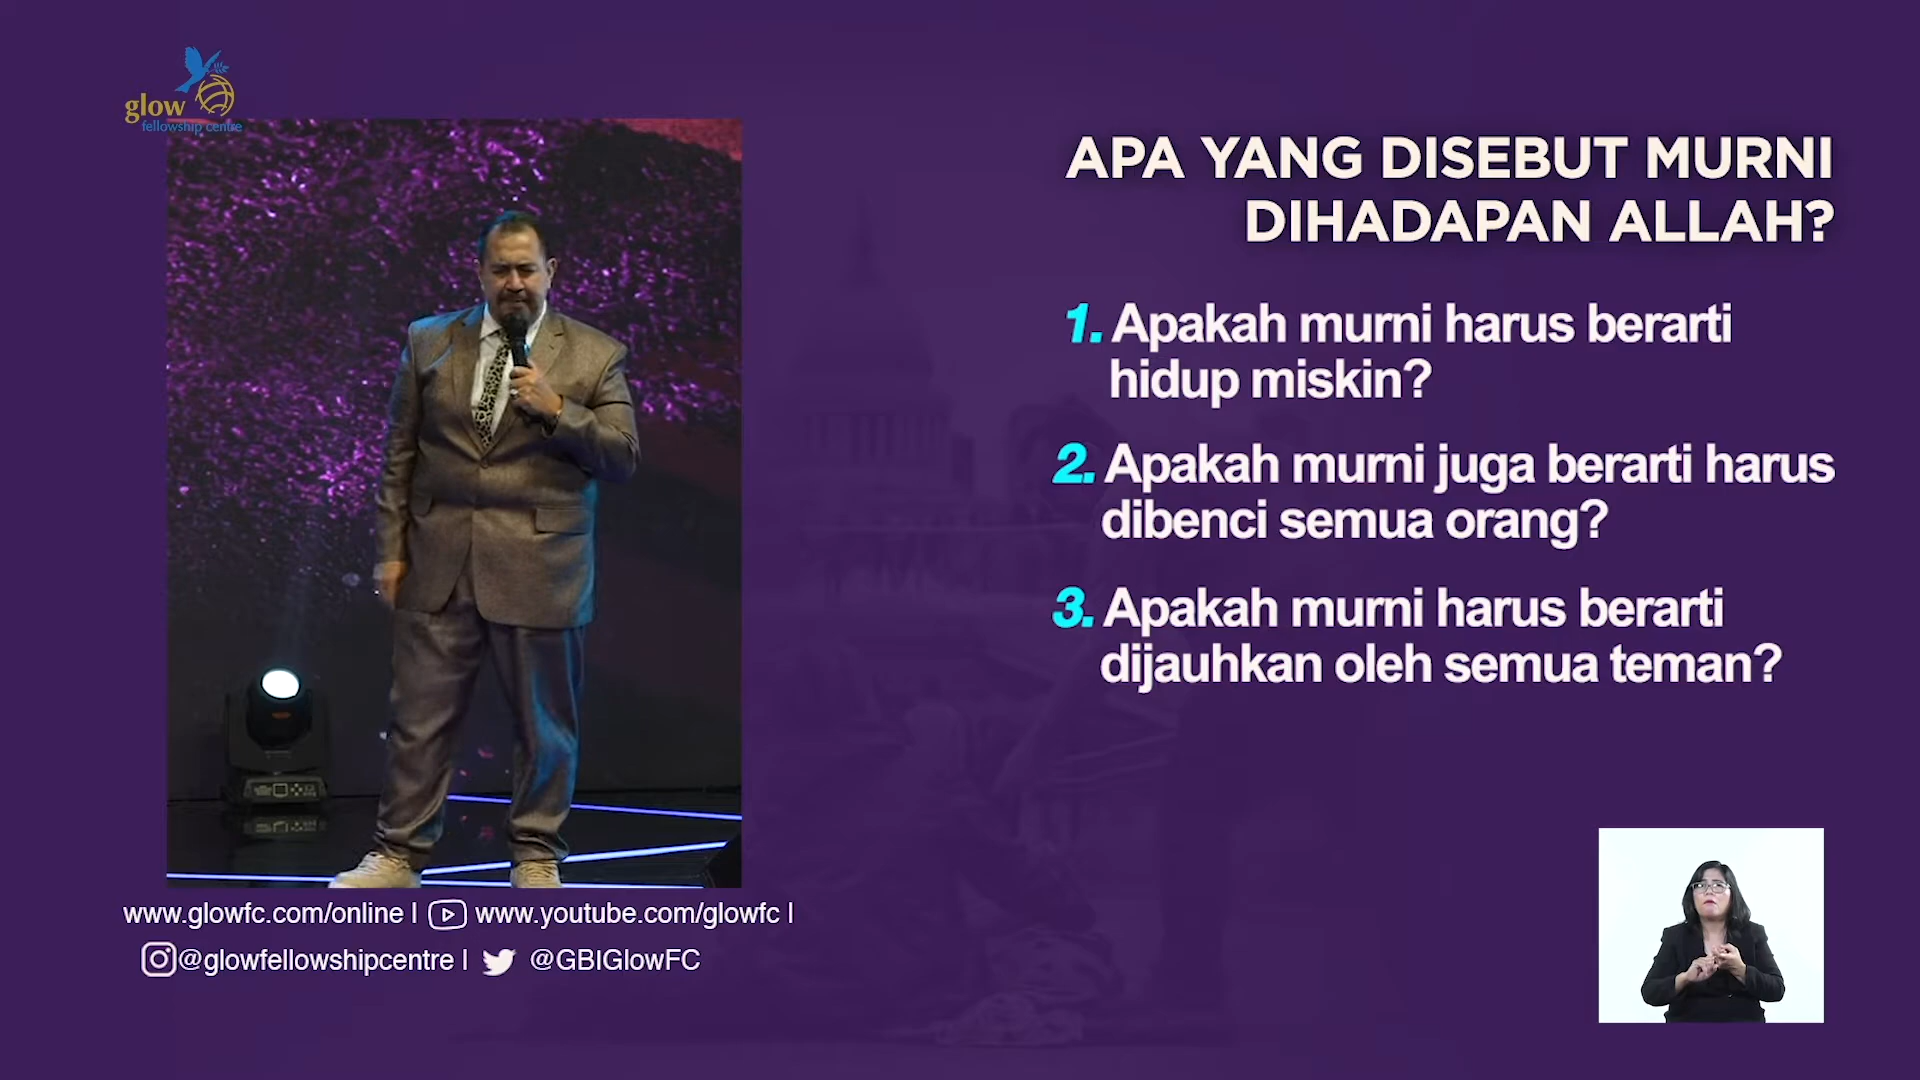 glow
fellowship centre
APA YANG DISEBUT MURNI
DIHADAPAN ALLAH?
1. Apakah murni harus berarti
hidup miskin?
2. Apakah murni juga berarti harus
dibenci semua orang?
3. Apakah murni harus berarti
dijauhkan oleh semua teman?
www.glowfc.com/online | www.youtube.com/glowfc |
@glowfellowshipcentre | @GBIGlowFC